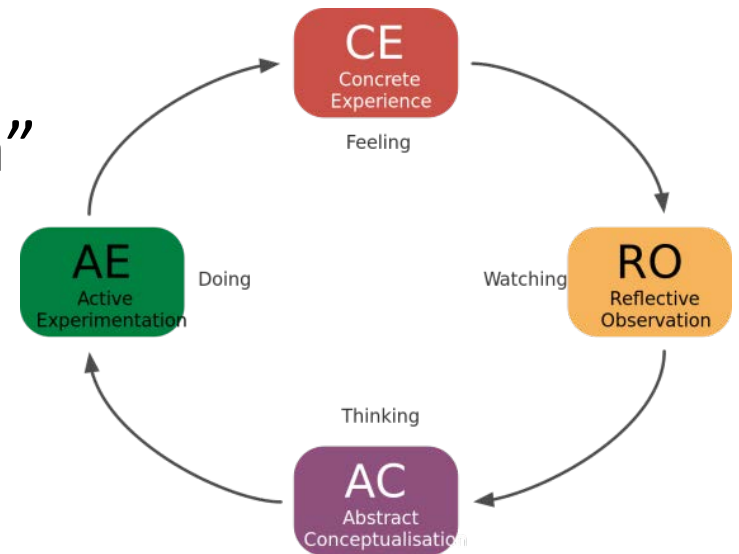 CE
Concrete
Experience
Feeling
”
AE
Active
Experimentation
Doing
Watching
RO
Reflective
Observation
Thinking
AC
Abstract
Conceptualisation